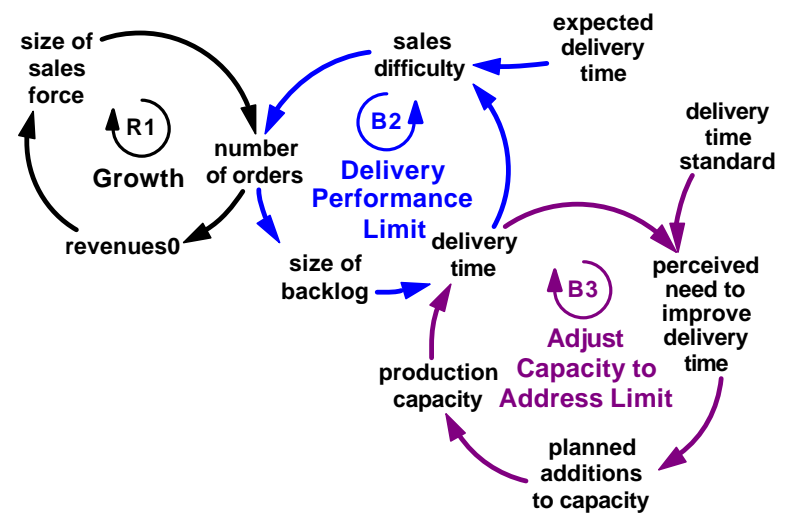 size of
sales
force
sales
difficulty
expected
delivery
time
R1
Growth
number
of orders
B2
Delivery
Performance
Limit
delivery
time
standard
revenues0
size of
backlog
delivery
time
perceived
need to
improve
delivery
time
B3
Adjust
Capacity to
Address Limit
production
capacity
planned
additions
to capacity